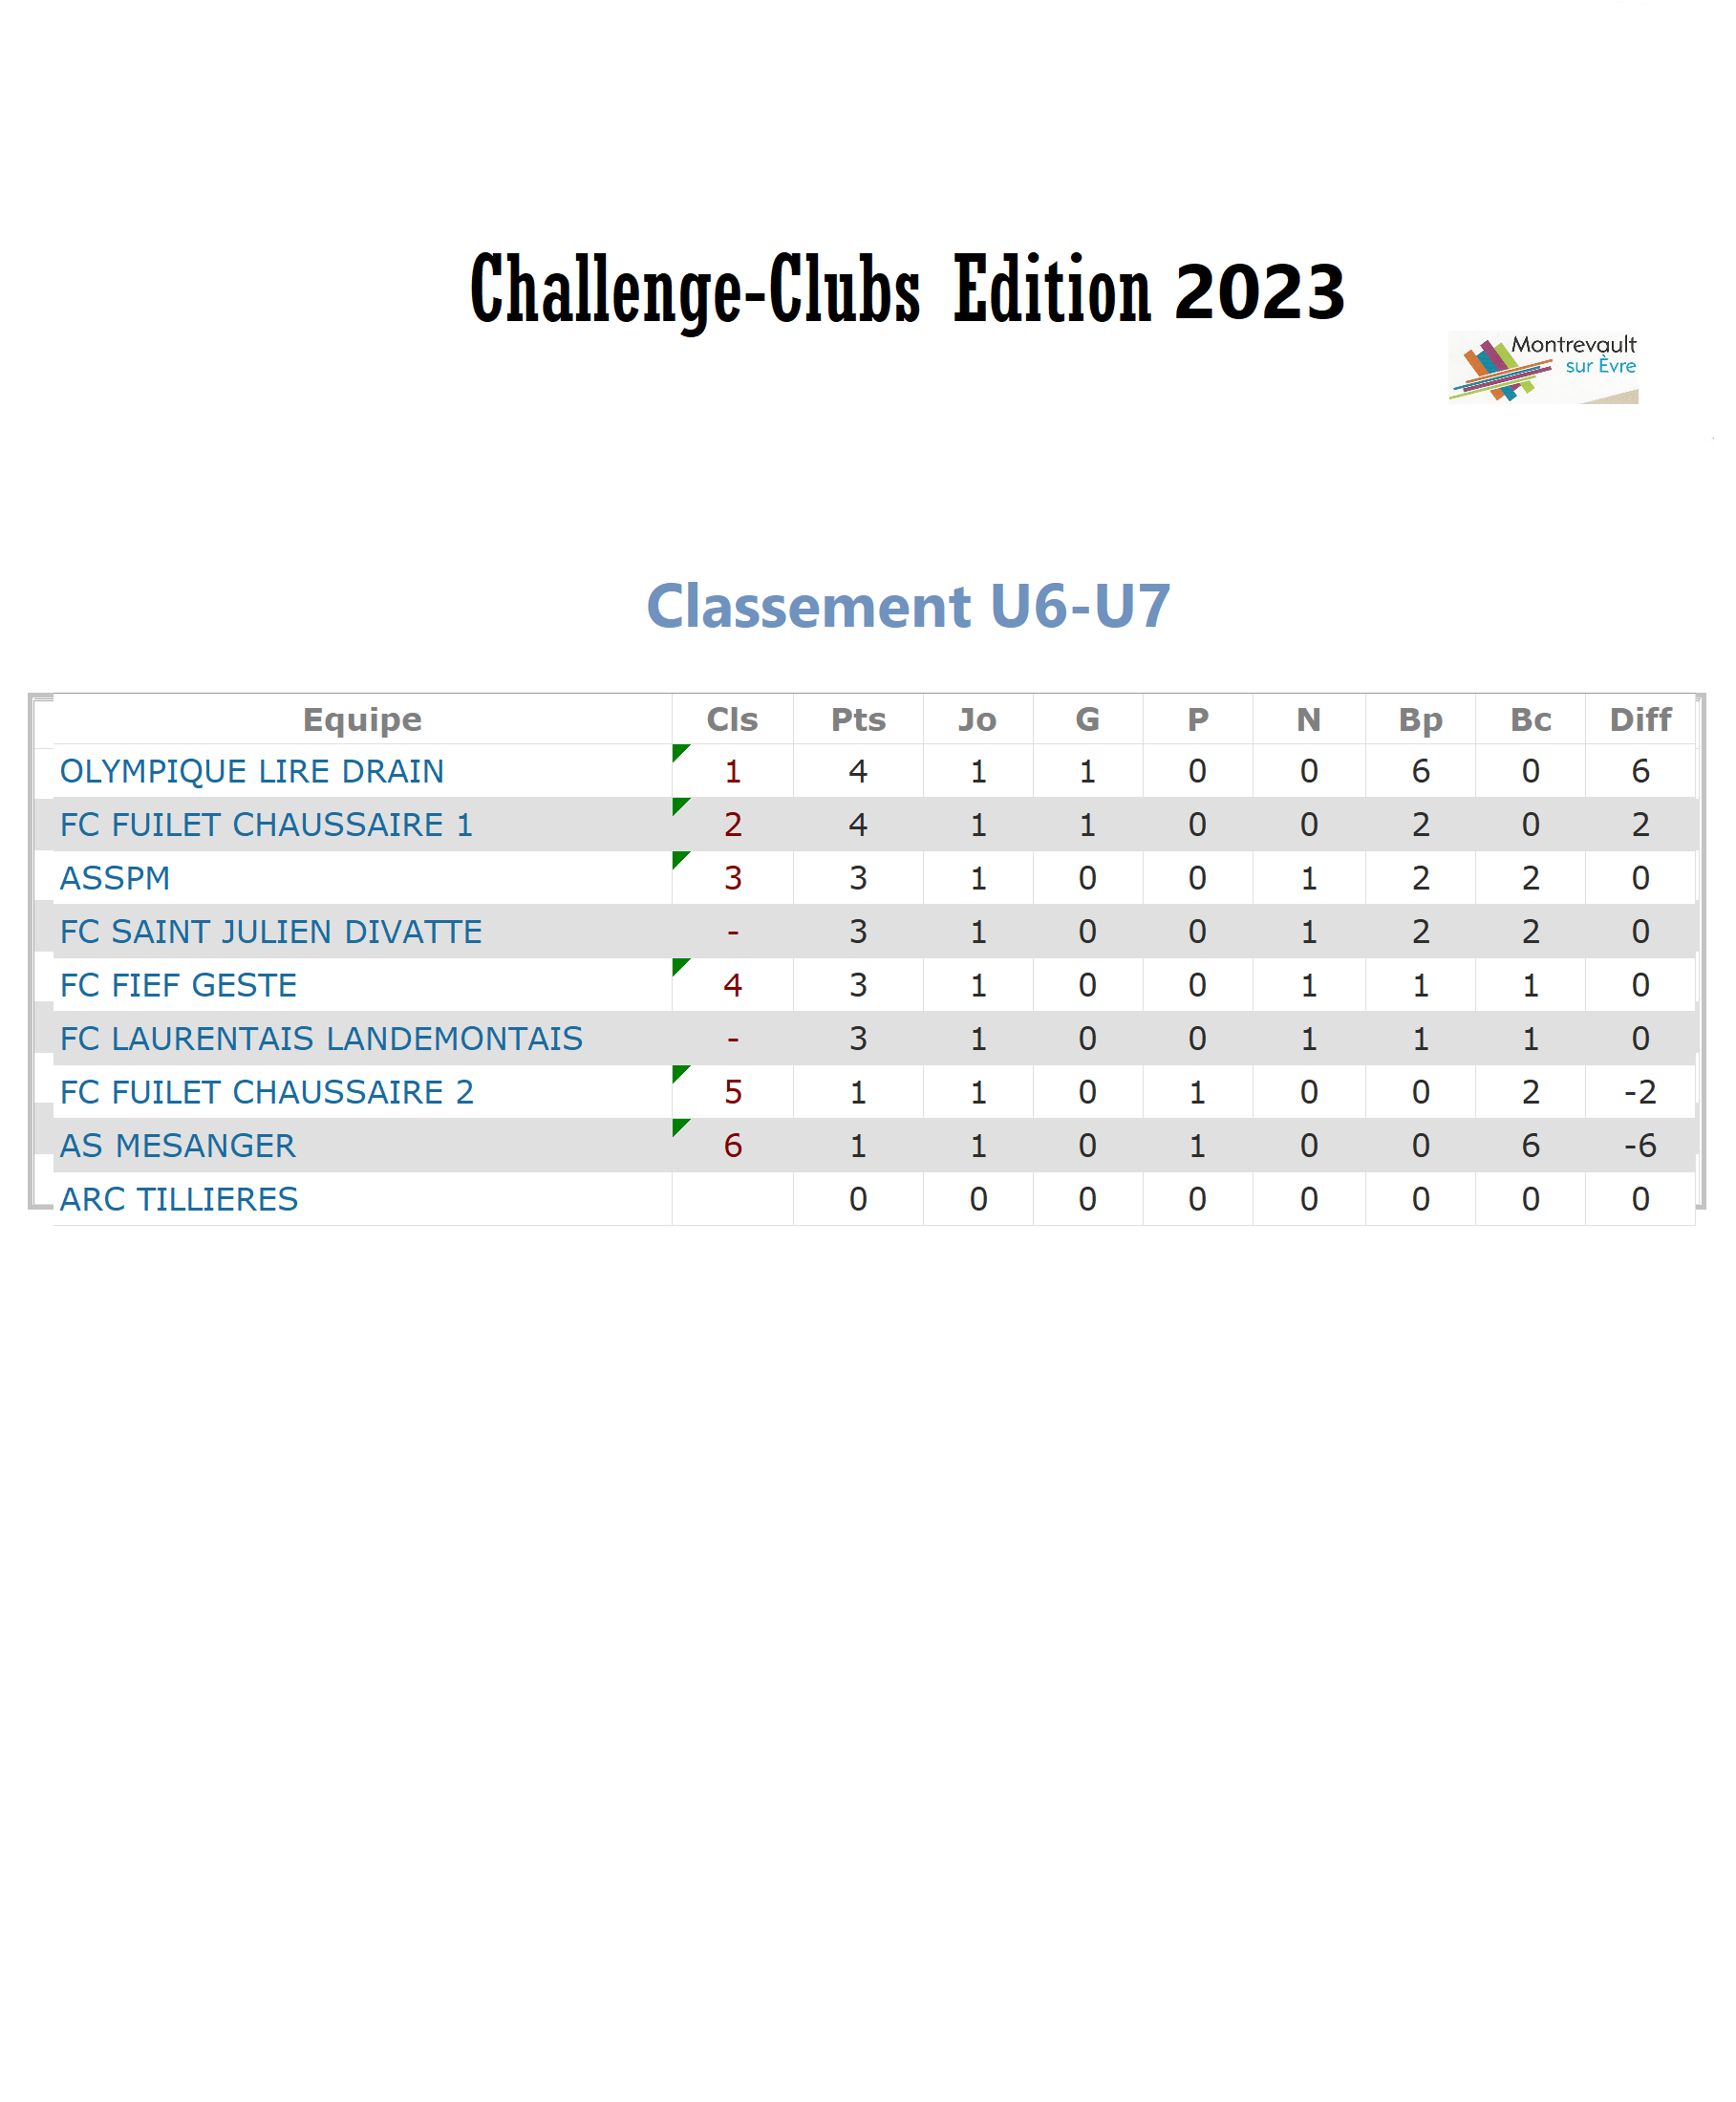 Challenge-Clubs Edition 2023
Montrevault
sur Èvre
Classement U6-U7
Equipe Cls Pts Jo G P N Bp Bc Diff
OLYMPIQUE LIRE DRAIN 1 4 1 1 0 0 6 0 6
FC FUILET CHAUSSAIRE 1 2 4 1 1 0 0 2 0 2
ASSPM 3 3 1 0 0 1 2 2 0
FC SAINT JULIEN DIVATTE - 3 1 0 0 1 2 2 0
FC FIEF GESTE 4 3 1 0 0 1 1 1 0
FC LAURENTAIS LANDEMONTAIS - 3 1 0 0 1 1 1 0
FC FUILET CHAUSSAIRE 2 5 1 1 0 1 0 0 2 -2
AS MESANGER 6 1 1 0 1 0 0 6 -6
ARC TILLIERES 0 0 0 0 0 0 0 0